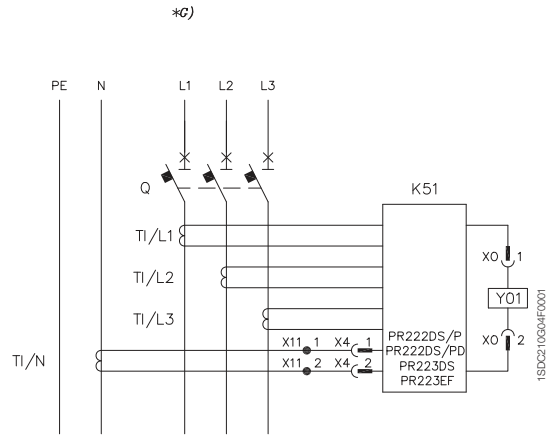 *G)
PE N L1 L2 L3
Q
K51
TI/L1
X0 1
TI/L2
Y01
TI/L3
X0 2
PR222DS/P
X11 1 X4 1
PR222DS/PD
TI/N
X11 2 X4 2
PR223DS
PR223EF
1SDC210G04F0001